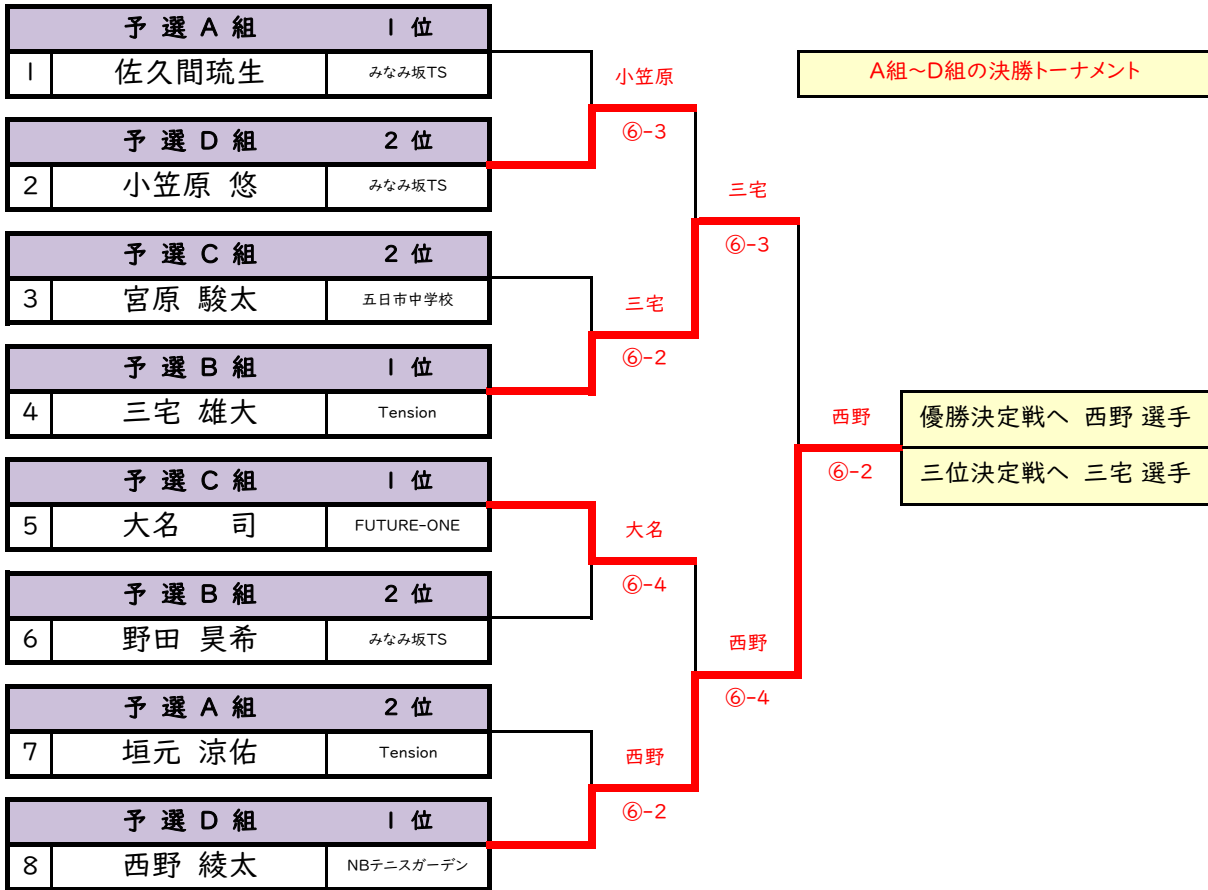 予選A組 1位
1 佐久間琉生 みなみ坂TS
予選D組 2位
2 小笠原 悠 みなみ坂TS
予選C組 2位
3 宮原 駿太 五日市中学校
予選B組 1位
4 三宅 雄大 Tension
予選C組 1位
5 大名 司 FUTURE-ONE
予選B組 2位
6 野田 昊希 みなみ坂TS
予選A組 2位
7 垣元 涼佑 Tension
予選D組 1位
8 西野 綾太 NBテニスガーデン
小笠原
⑥-3
三宅
⑥-2
大名
⑥-4
西野
⑥-2
三宅
⑥-3
西野
⑥-4
西野
⑥-2
A組~D組の決勝トーナメント
優勝決定戦へ 西野 選手
三位決定戦へ 三宅 選手